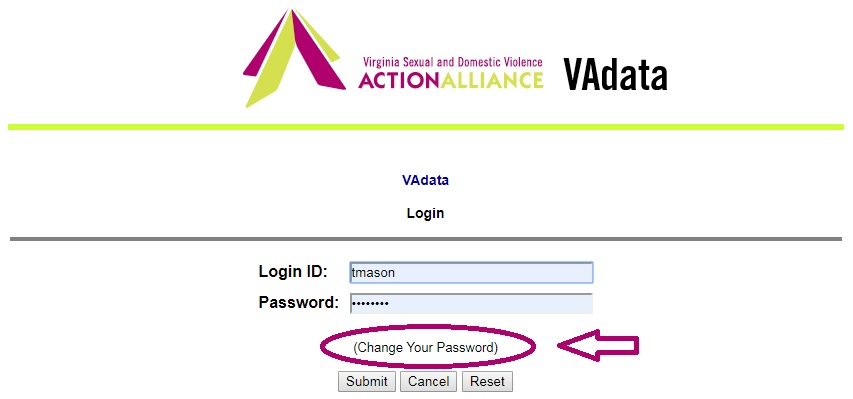 Virginia Sexual and Domestic Violence
ACTIONALLIANCE VAdata
VAdata
Login
Login ID: tmason
Password: ••••••••
(Change Your Password)
Submit Cancel Reset